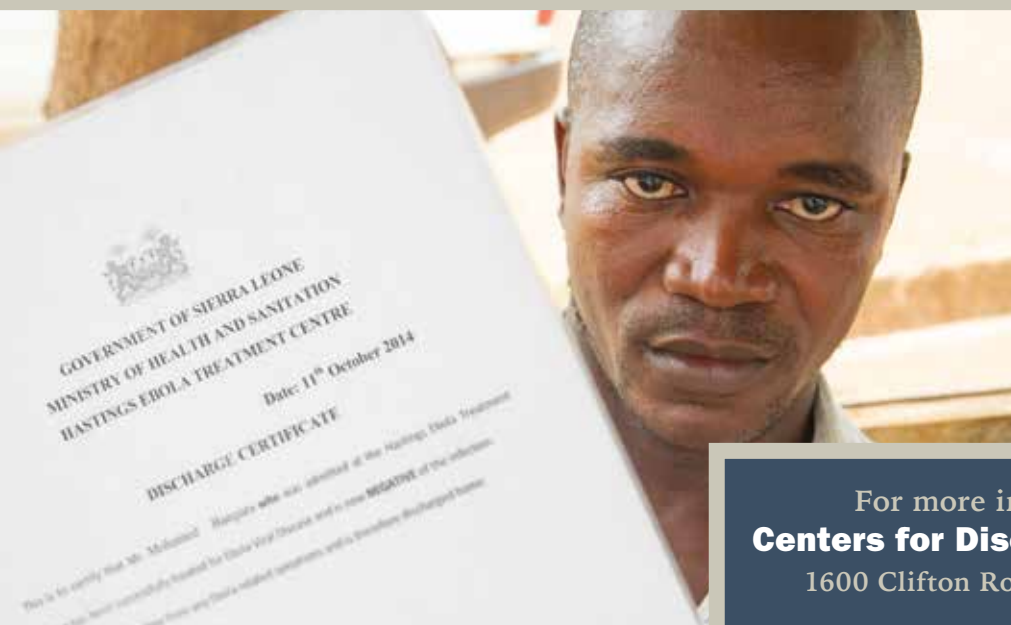 GOVERNMENT OF SIERRA LEONE
MINISTRY OF HEALTH AND SANITATION
HASTINGS EBOLA TREATMENT CENTRE
Date: 11th October 2014
DISCHARGE CERTIFICATE
This is to certify that Mr. Mohamed who was admitted at the Hastings Ebola Treatment
been successfully treated for Ebola Viral Disease and is now NEGATIVE of the infection.
from any Ebola related symptoms and is therefore discharged home.
For more in
Centers for Dise
1600 Clifton Ro